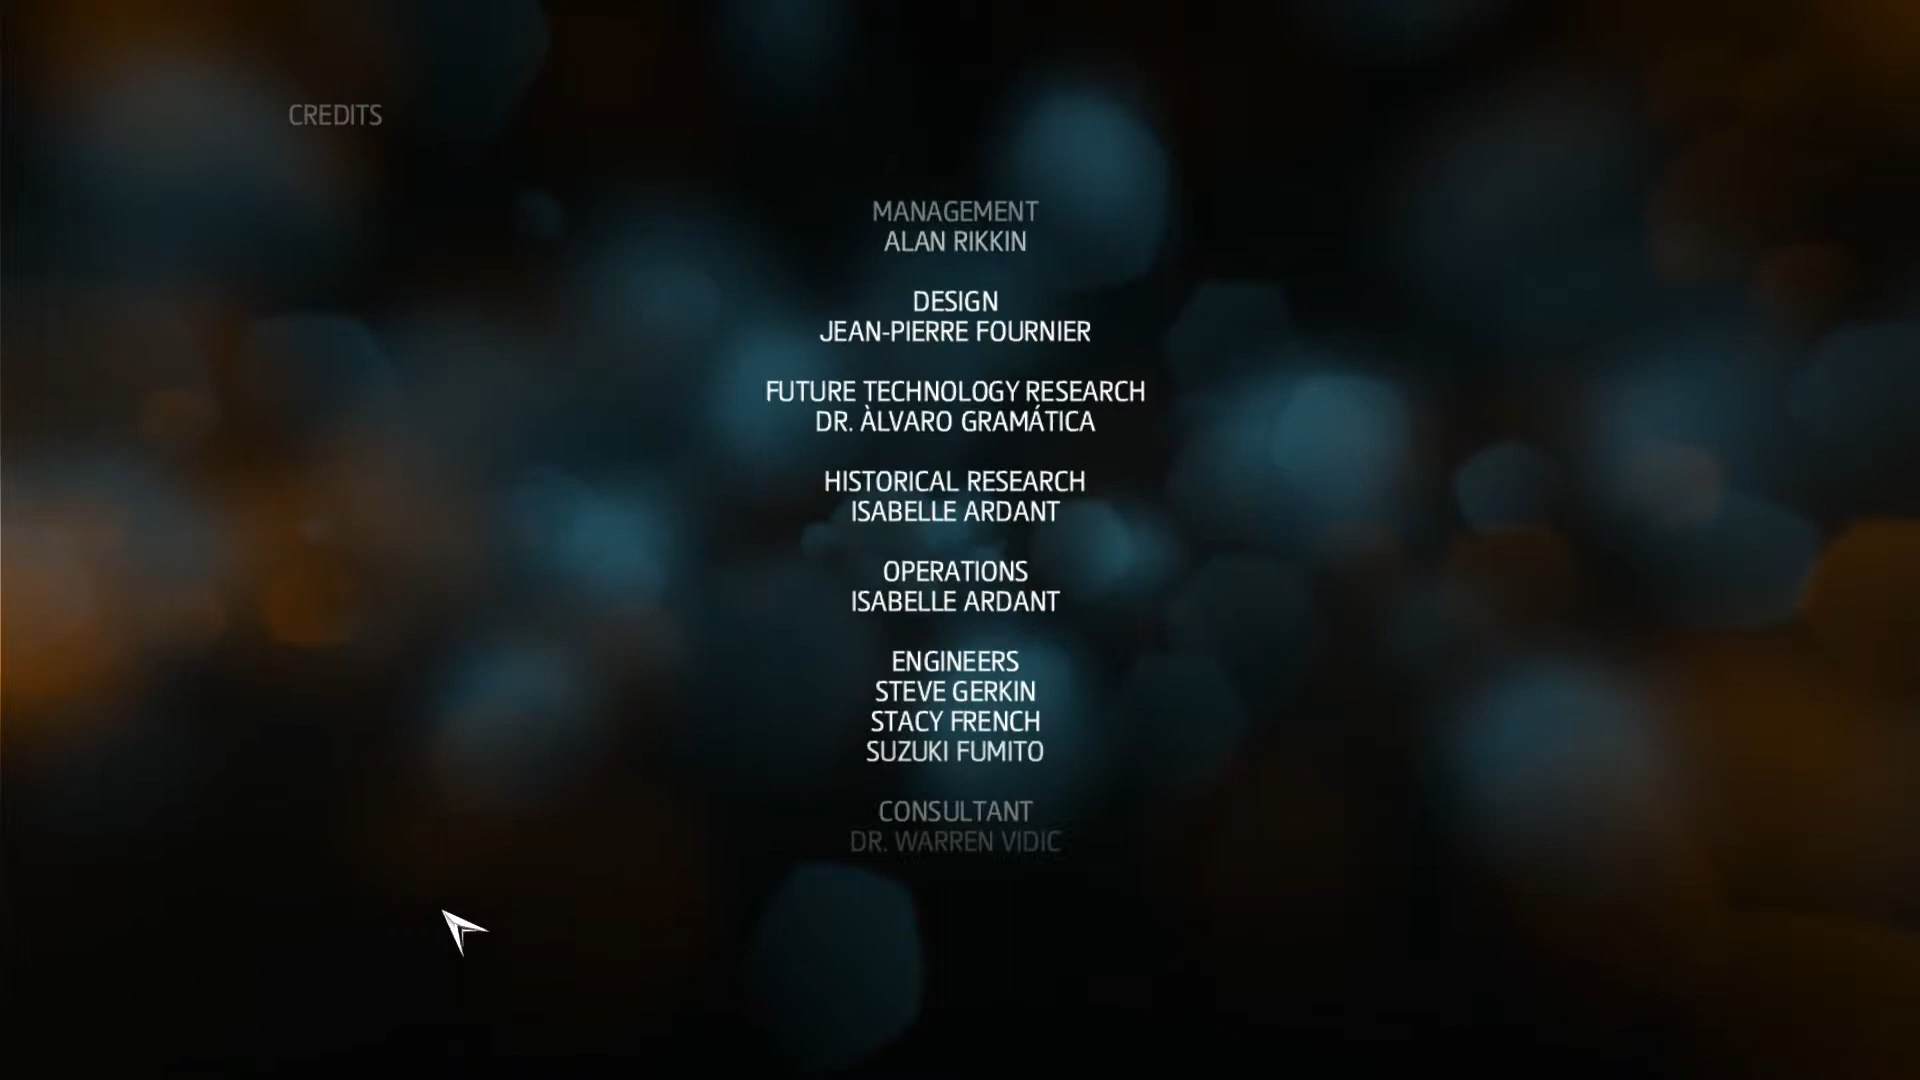 CREDITS
MANAGEMENT
ALAN RIKKIN
DESIGN
JEAN-PIERRE FOURNIER
FUTURE TECHNOLOGY RESEARCH
DR. ÀLVARO GRAMÁTICA
HISTORICAL RESEARCH
ISABELLE ARDANT
OPERATIONS
ISABELLE ARDANT
ENGINEERS
STEVE GERKIN
STACY FRENCH
SUZUKI FUMITO
CONSULTANT
DR. WARREN VIDIC